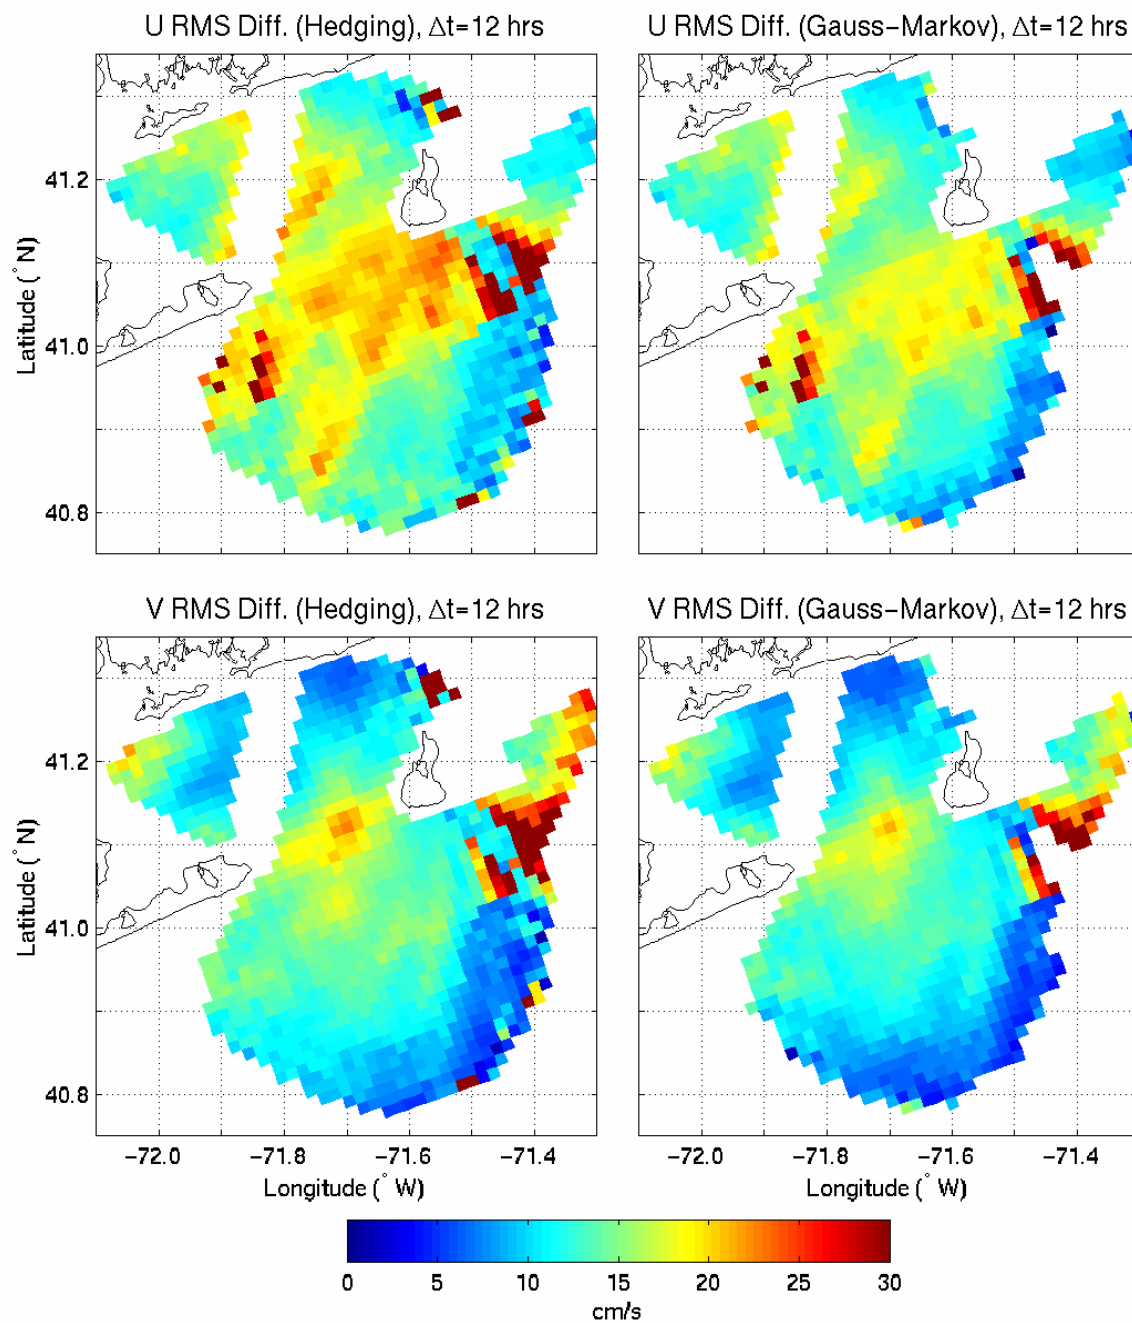 U RMS Diff. (Hedging), Δt=12 hrs
U RMS Diff. (Gauss-Markov), Δt=12 hrs
Latitude (° N)
41.2
41.0
40.8
V RMS Diff. (Hedging), Δt=12 hrs
V RMS Diff. (Gauss-Markov), Δt=12 hrs
Latitude (° N)
41.2
41.0
40.8
-72.0 -71.8 -71.6 -71.4
-72.0 -71.8 -71.6 -71.4
Longitude (° W)
Longitude (° W)
0 5 10 15 20 25 30
cm/s